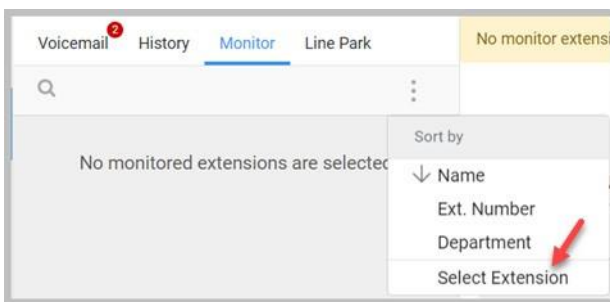 Voicemail 2 History Monitor Line Park
No monitor extensi
No monitored extensions are selected
Sort by
Name
Ext. Number
Department
Select Extension